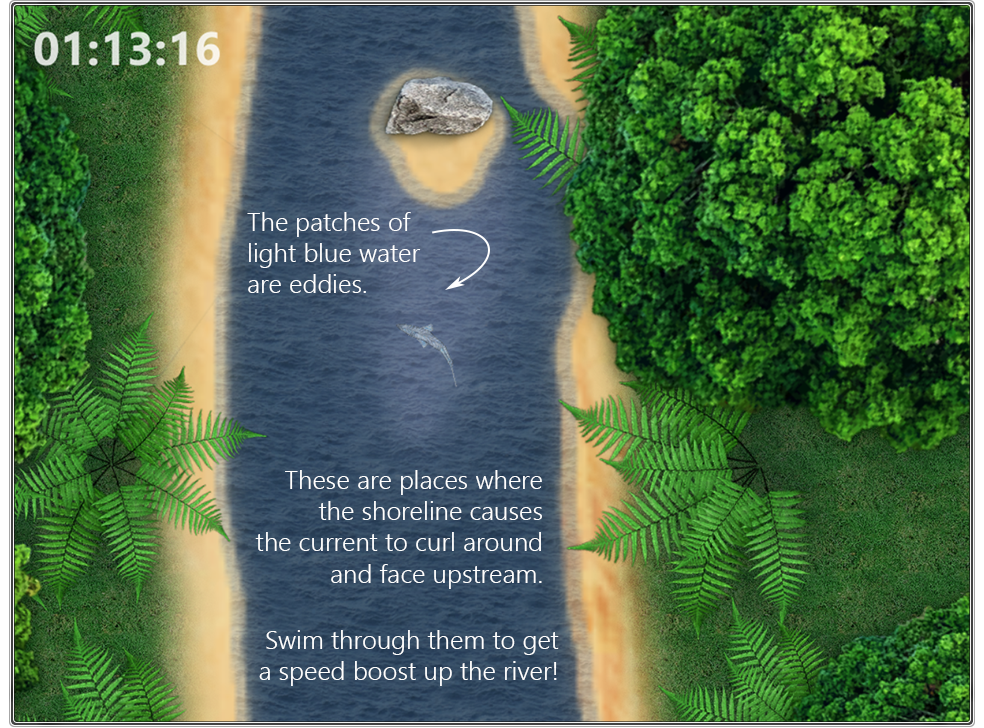 01:13:16
The patches of
light blue water
are eddies.
These are places where
the shoreline causes
the current to curl around
and face upstream.
Swim through them to get
a speed boost up the river!